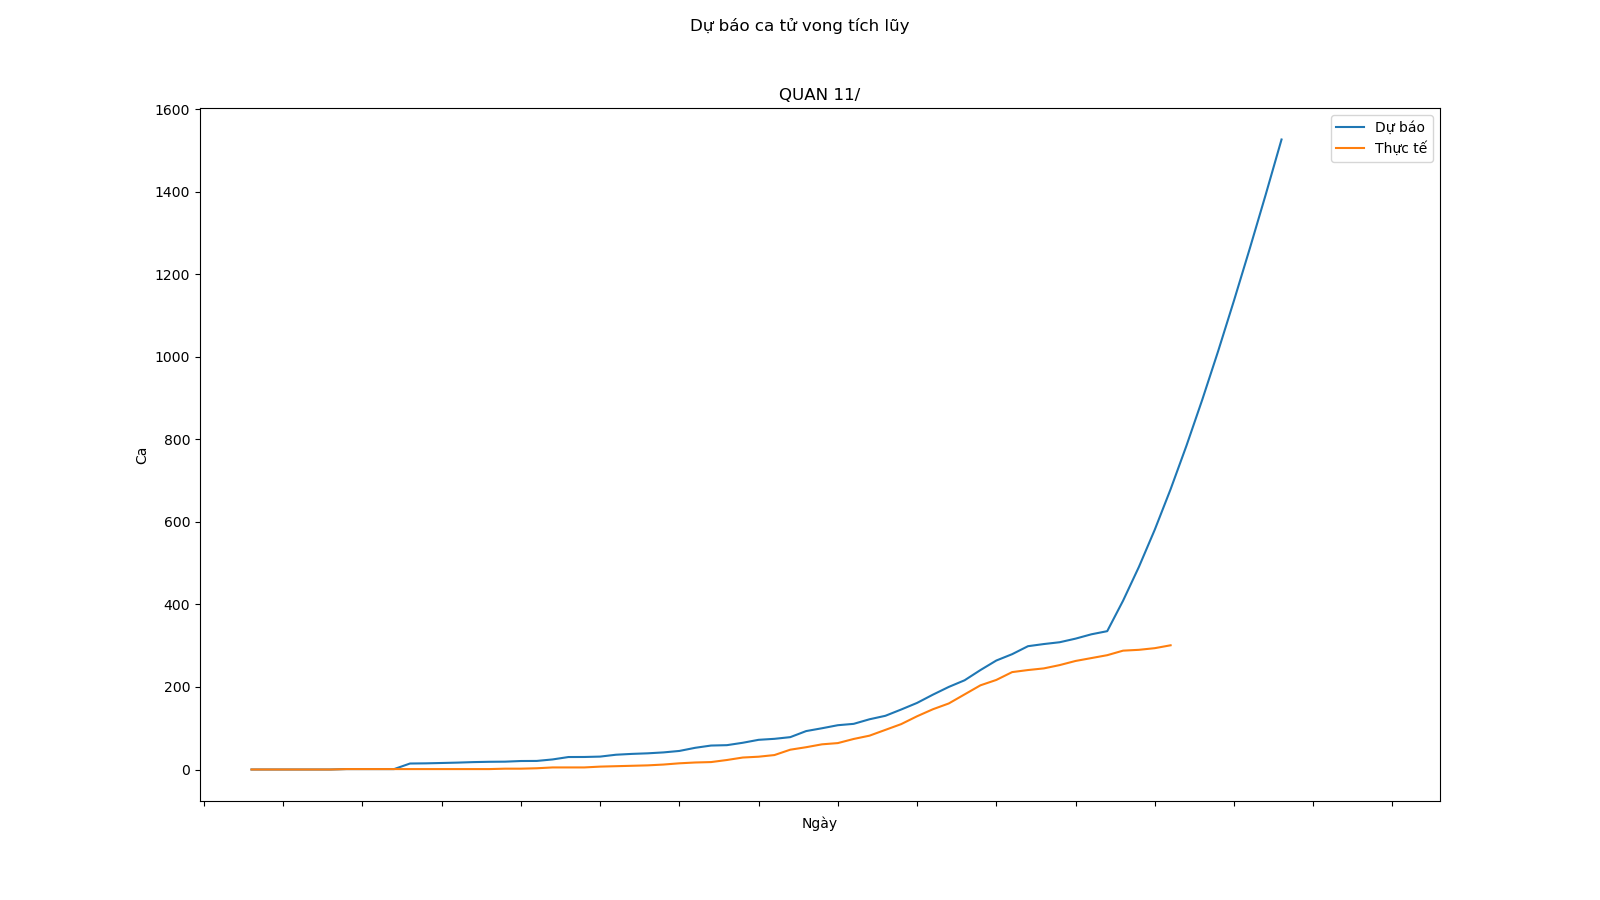 Dự báo ca tử vong tích lũy
QUAN 11/
1600
1400
1200
1000
800
600
400
200
0
Ca
Ngày
Dự báo
Thực tế